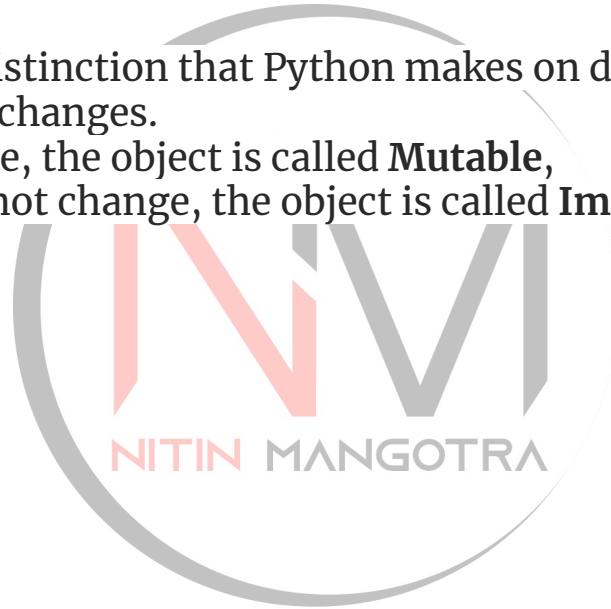 istinction that Python makes on d
changes.
e, the object is called Mutable,
not change, the object is called Im
NITIN MANGOTRA